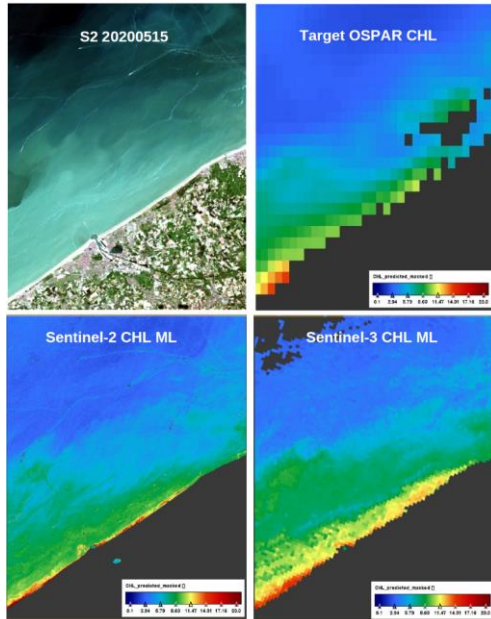 S2 20200515
Target OSPAR CHL
CHL_predicted_masked []
0.1 2.94 5.79 8.63 11.47 14.31 17.16 20.0
Sentinel-2 CHL ML
Sentinel-3 CHL ML
CHL_predicted_masked []
0.1 2.94 5.79 8.63 11.47 14.31 17.16 20.0
CHL_predicted_masked []
0.1 2.94 5.79 8.63 11.47 14.31 17.16 20.0